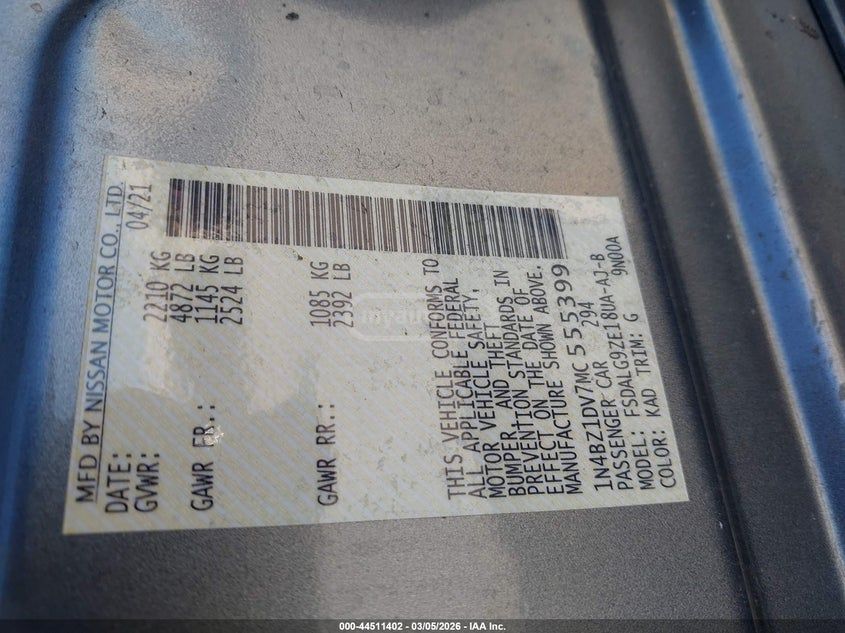 MFD BY NISSAN MOTOR CO., LTD.
DATE: 04/21
GVWR: 2210 KG
4872 LB
GAWR FR.: 1145 KG
2524 LB
GAWR RR.: 1085 KG
2392 LB
THIS VEHICLE CONFORMS TO
ALL APPLICABLE FEDERAL
MOTOR VEHICLE SAFETY,
BUMPER, AND THEFT
PREVENTION STANDARDS IN
EFFECT ON THE DATE OF
MANUFACTURE SHOWN ABOVE.
1N4BZ1DV7MC555399
PASSENGER CAR 294
MODEL: FSDALG9ZE18UA-AJ-B
COLOR: KAD TRIM: G 9N00A
000-44511402 - 03/05/2026 - IAA Inc.